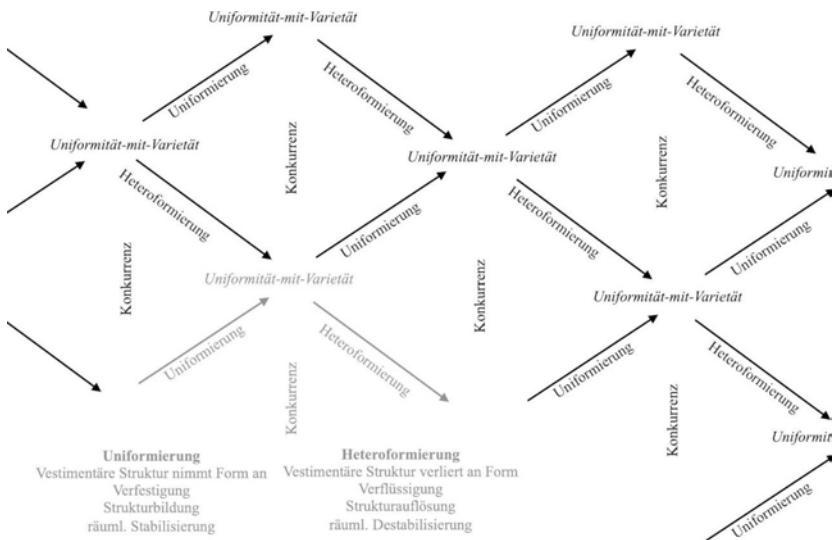 Uniformität-mit-Varietät
Uniformität-mit-Varietät
Uniformierung
Heteroformierung
Uniformierung
Heteroformierung
Konkurrenz
Konkurrenz
Uniformität-mit-Varietät
Uniformität-mit-Varietät
Uniformit
Heteroformierung
Uniformierung
Heteroformierung
Uniformierung
Konkurrenz
Konkurrenz
Uniformität-mit-Varietät
Uniformität-mit-Varietät
Uniformierung
Heteroformierung
Uniformierung
Heteroformierung
Konkurrenz
Konkurrenz
Uniformit
Uniformierung
Vestimentäre Struktur nimmt Form an
Verfestigung
Strukturbildung
räuml. Stabilisierung
Heteroformierung
Vestimentäre Struktur verliert an Form
Verflüssigung
Strukturauflösung
räuml. Destabilisierung
Uniformierung